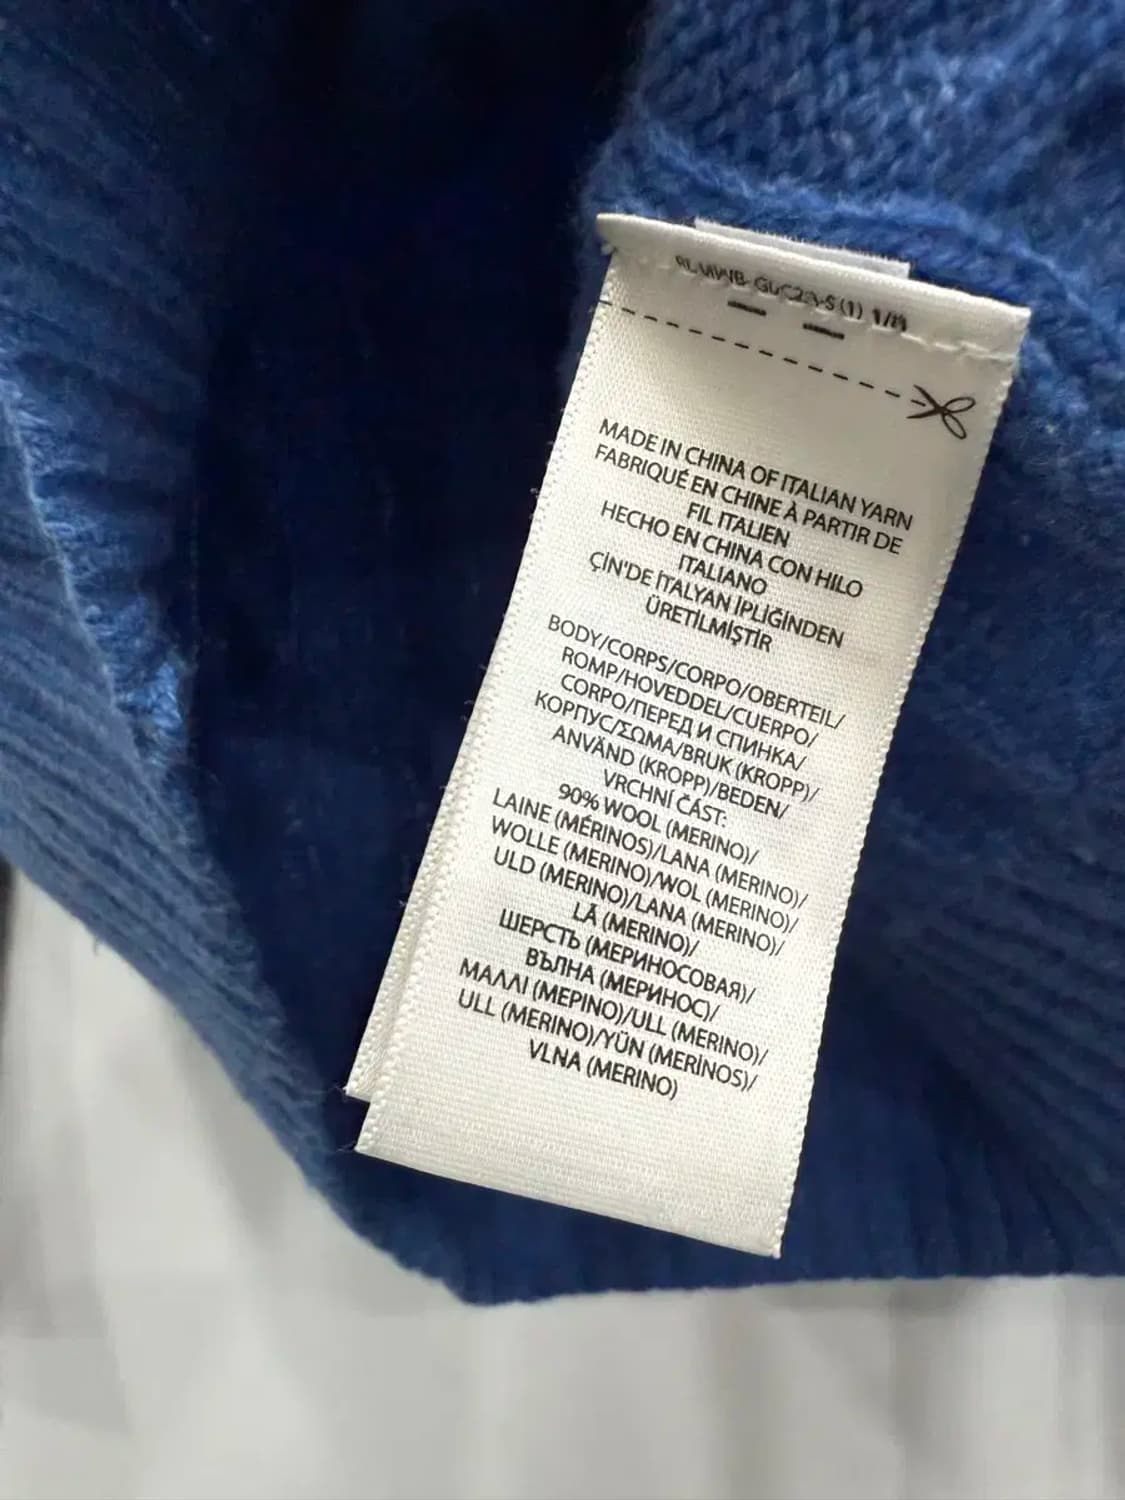 MADE IN CHINA OF ITALIAN YARN
FABRIQUÉ EN CHINE À PARTIR DE
FIL ITALIEN
HECHO EN CHINA CON HILO
ITALIANO
ÇİN'DE İTALYAN IPLIĞINDEN
ÜRETİLMİŞTİR
BODY/CORPS/CORPO/OBERTEIL/
ROMP/HOVEDDEL/CUERPO/
CORPO/ПЕРЕД И СПИНКА/
КОРПУС/ΣΩΜΑ/BRUK (KROPP)/
ANVÄND (KROPP)/BEDEN/
VRCHNÍ ČÁST:
90% WOOL (MERINO)/
LAINE (MÉRINOS)/LANA (MERINO)/
WOLLE (MERINO)/WOL (MERINO)/
ULD (MERINO)/LANA (MERINO)/
LÃ (MERINO)/
ШЕРСТЬ (МЕРИНОСОВАЯ)/
ВЪЛНА (МЕРИНОС)/
ΜΑΛΛΙ (ΜΕΡΙΝΟ)/ULL (MERINO)/
ULL (MERINO)/YÜN (MERİNOS)/
VLNA (MERINO)